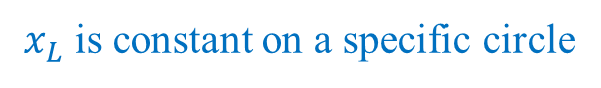 $x_L$ is constant on a specific circle